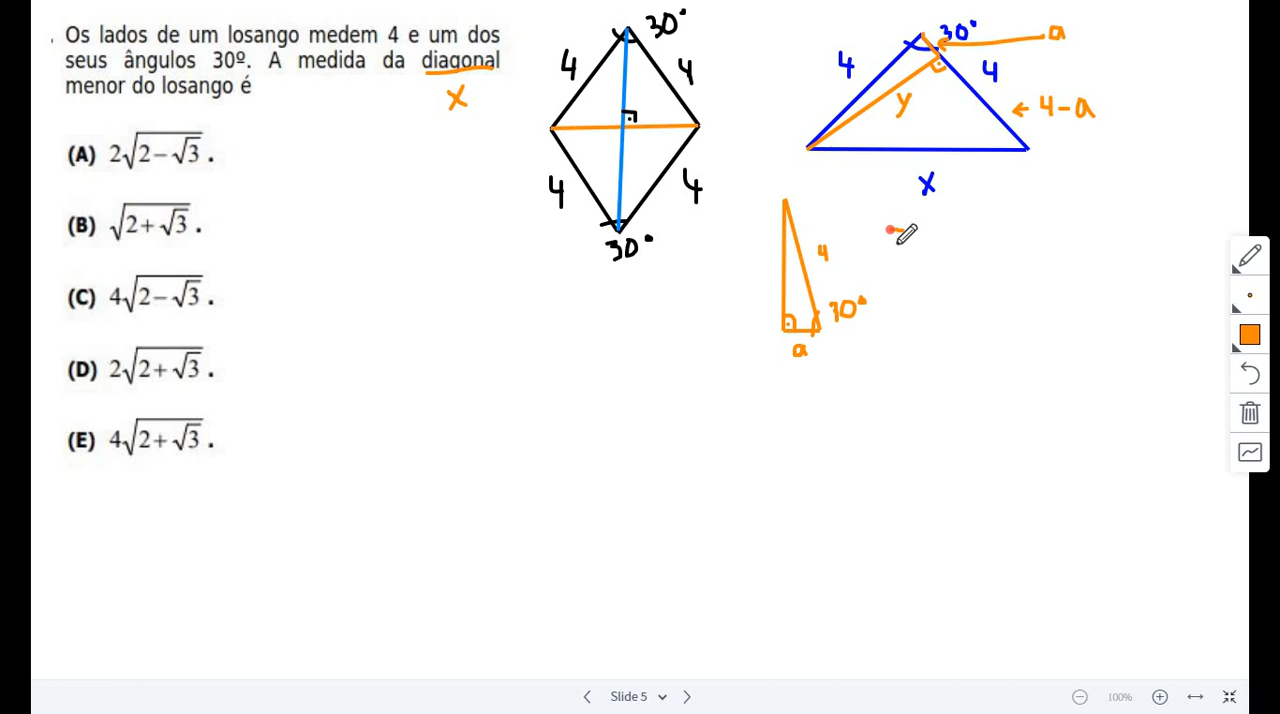 . Os lados de um losango medem 4 e um dos
seus ângulos 30º. A medida da diagonal
menor do losango é
x
(A) 2√(2−√3) .
(B) √(2+√3) .
(C) 4√(2−√3) .
(D) 2√(2+√3) .
(E) 4√(2+√3) .
30°
4 4
4 4
30°
30° a
4 4
y 4-a
x
4
30°
a
Slide 5
100%